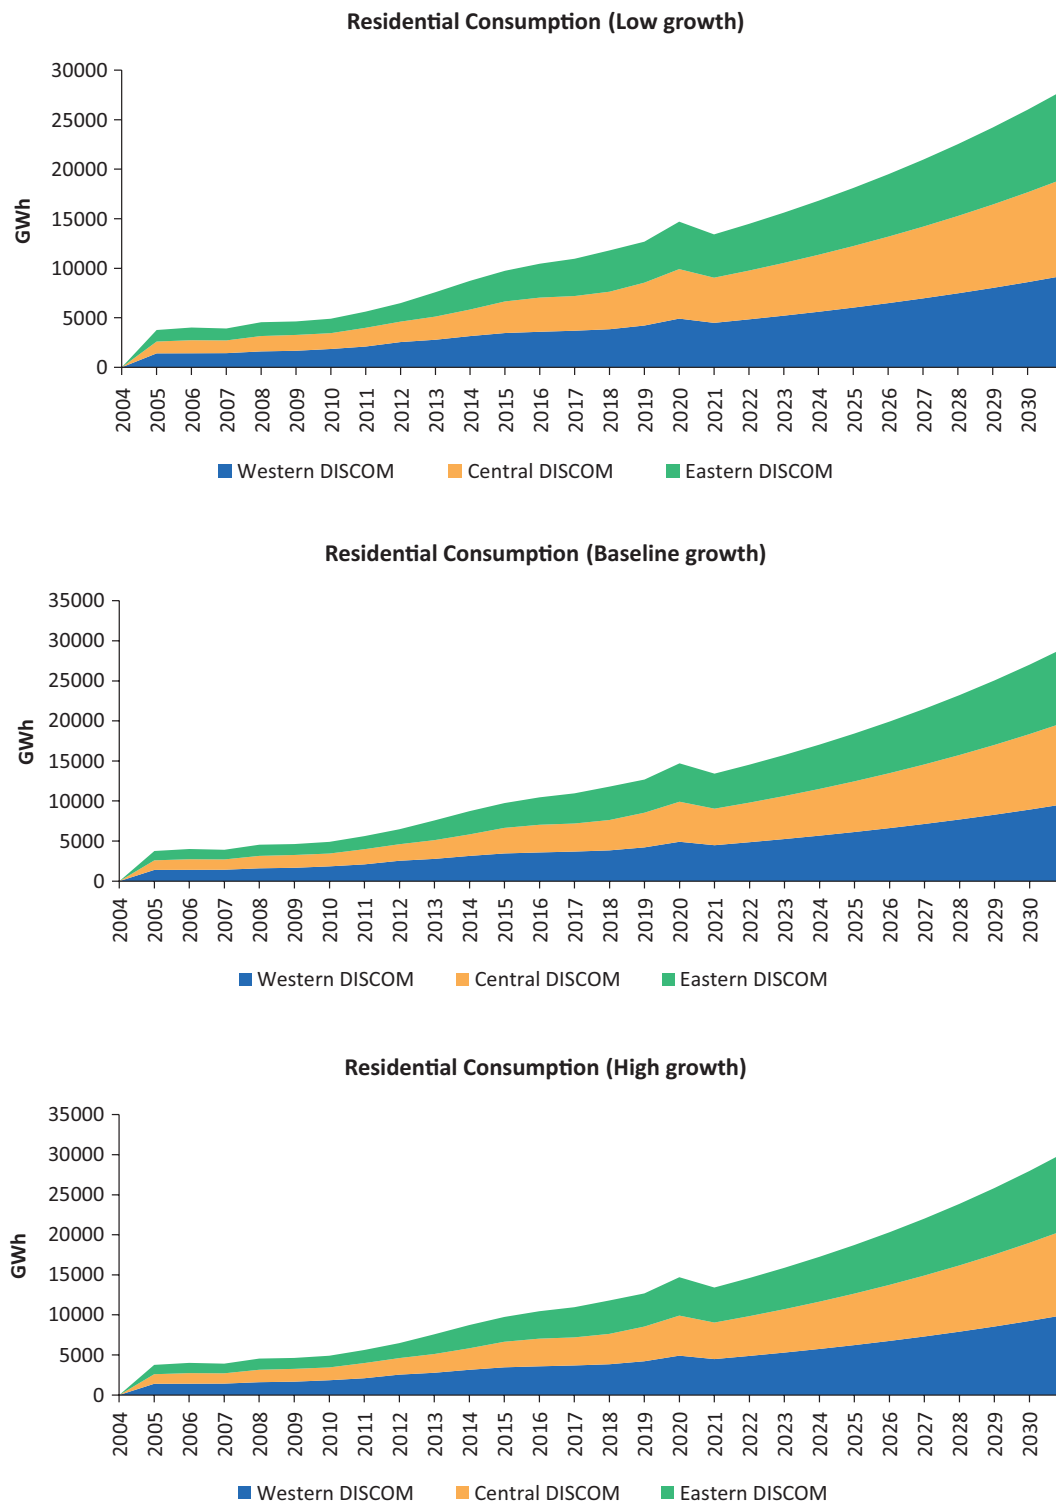 Residential Consumption (Low growth)
30000
25000
20000
15000
10000
5000
0
GWh
2004 2005 2006 2007 2008 2009 2010 2011 2012 2013 2014 2015 2016 2017 2018 2019 2020 2021 2022 2023 2024 2025 2026 2027 2028 2029 2030
Western DISCOM Central DISCOM Eastern DISCOM
Residential Consumption (Baseline growth)
35000
30000
25000
20000
15000
10000
5000
0
GWh
2004 2005 2006 2007 2008 2009 2010 2011 2012 2013 2014 2015 2016 2017 2018 2019 2020 2021 2022 2023 2024 2025 2026 2027 2028 2029 2030
Western DISCOM Central DISCOM Eastern DISCOM
Residential Consumption (High growth)
35000
30000
25000
20000
15000
10000
5000
0
GWh
2004 2005 2006 2007 2008 2009 2010 2011 2012 2013 2014 2015 2016 2017 2018 2019 2020 2021 2022 2023 2024 2025 2026 2027 2028 2029 2030
Western DISCOM Central DISCOM Eastern DISCOM